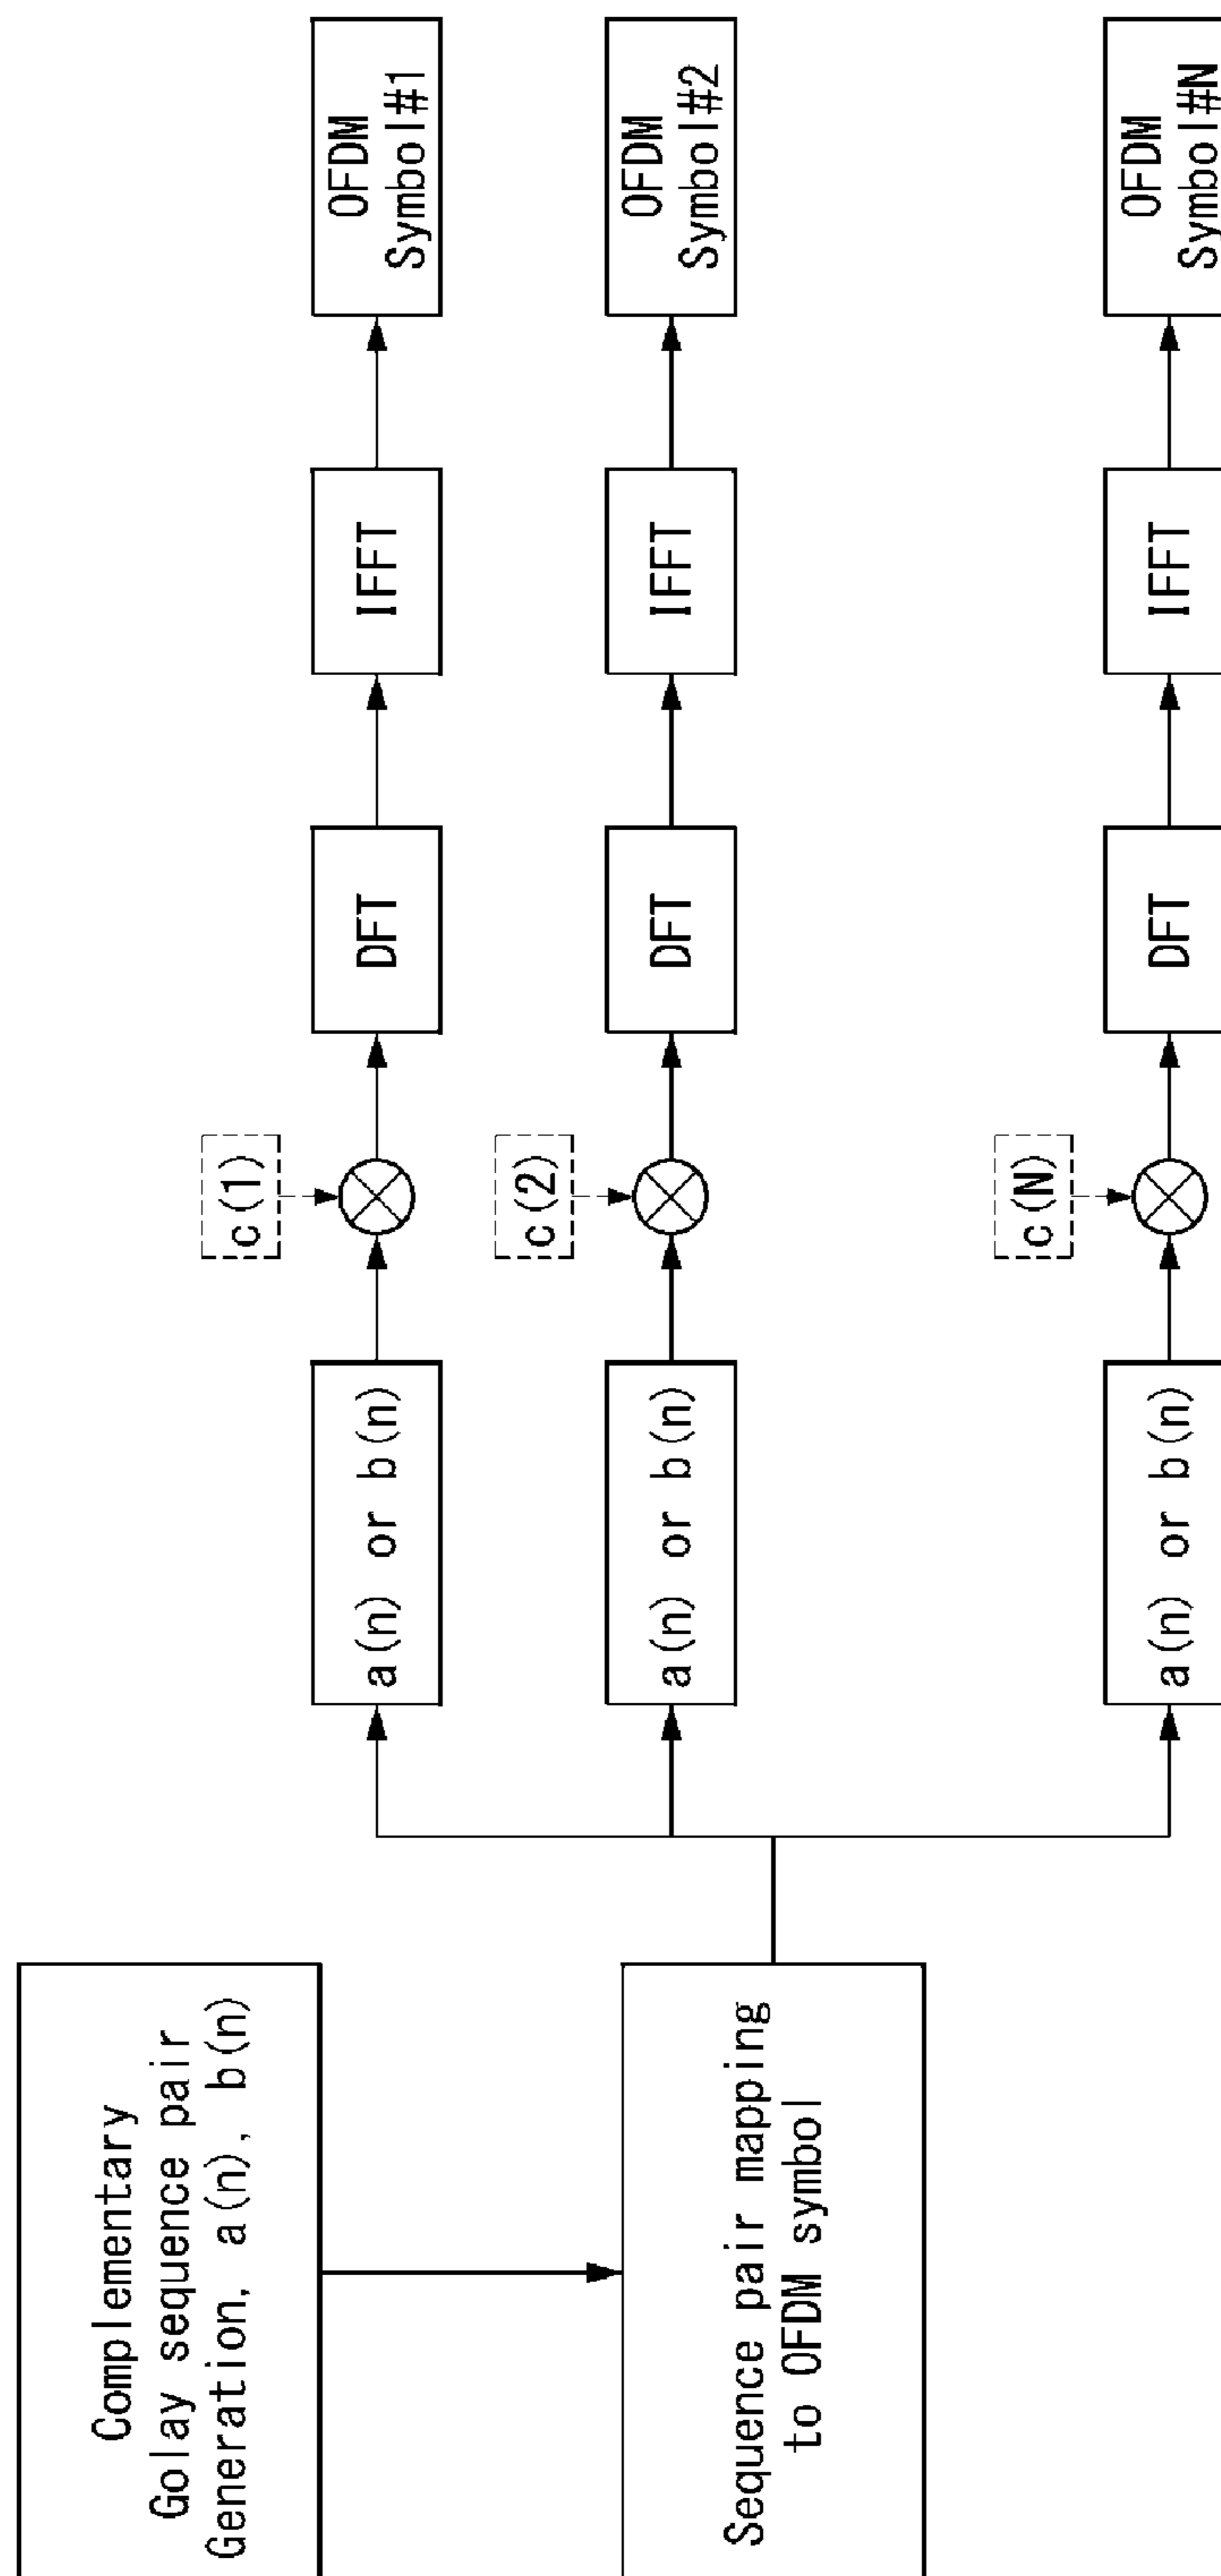 Complementary
Golay sequence pair
Generation, a(n), b(n)
Sequence pair mapping
to OFDM symbol
a(n) or b(n)
c(1)
DFT
IFFT
OFDM
Symbol#1
a(n) or b(n)
c(2)
DFT
IFFT
OFDM
Symbol#2
a(n) or b(n)
c(N)
DFT
IFFT
OFDM
Symbol#N